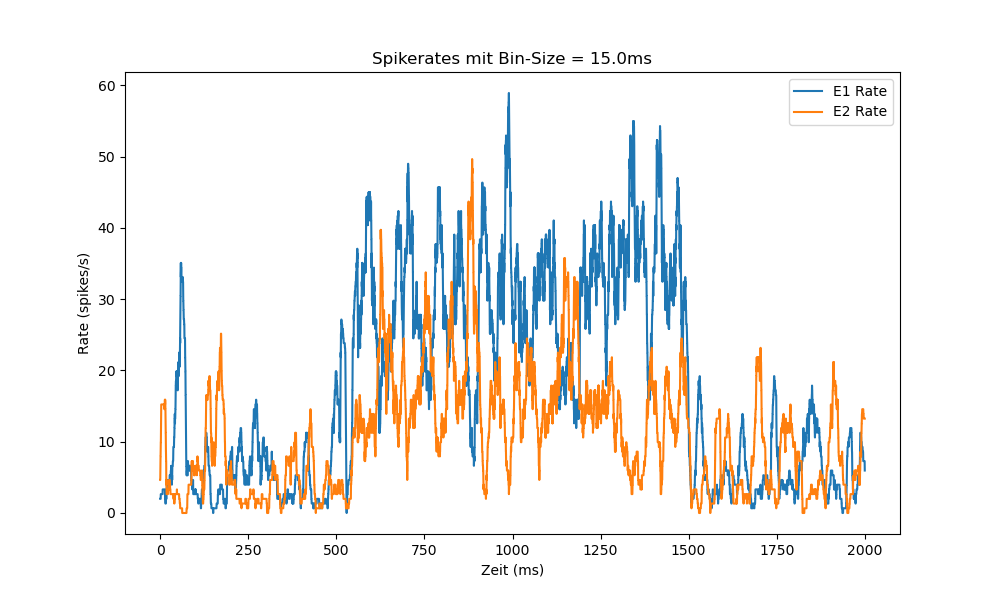 Spikerates mit Bin-Size = 15.0ms
E1 Rate
E2 Rate
60
50
40
30
20
10
0
Rate (spikes/s)
0 250 500 750 1000 1250 1500 1750 2000
Zeit (ms)